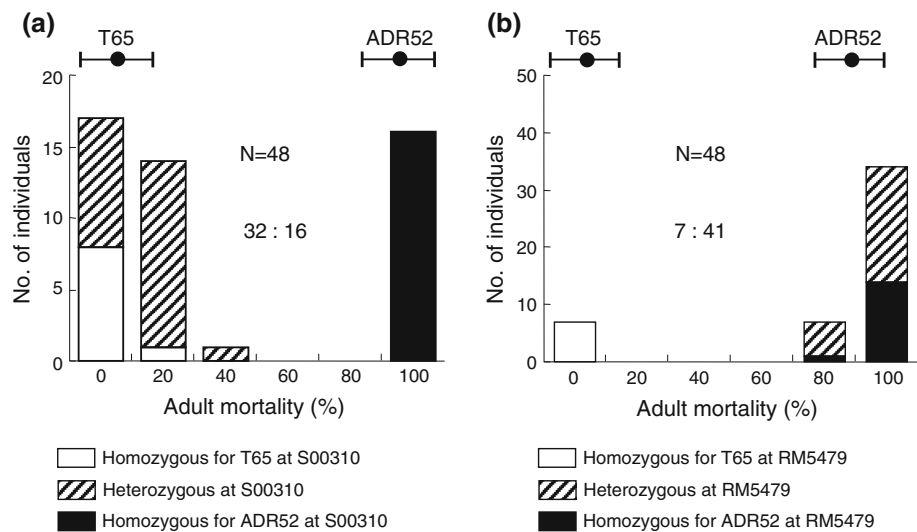 (a)
T65
ADR52
20
15
10
5
0
No. of individuals
N=48
32 : 16
0 20 40 60 80 100
Adult mortality (%)
Homozygous for T65 at S00310
Heterozygous at S00310
Homozygous for ADR52 at S00310
(b)
T65
ADR52
50
40
30
20
10
0
No. of individuals
N=48
7 : 41
0 20 40 60 80 100
Adult mortality (%)
Homozygous for T65 at RM5479
Heterozygous at RM5479
Homozygous for ADR52 at RM5479